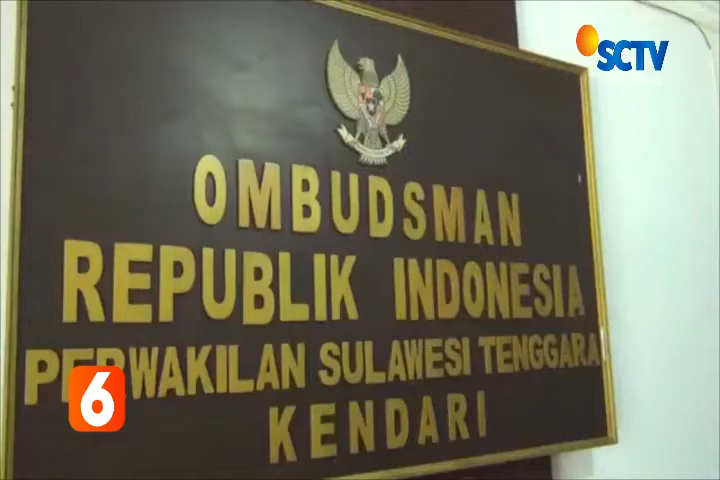 SCTV
OMBUDSMAN
REPUBLIK INDONESIA
PERWAKILAN SULAWESI TENGGARA
KENDARI
6